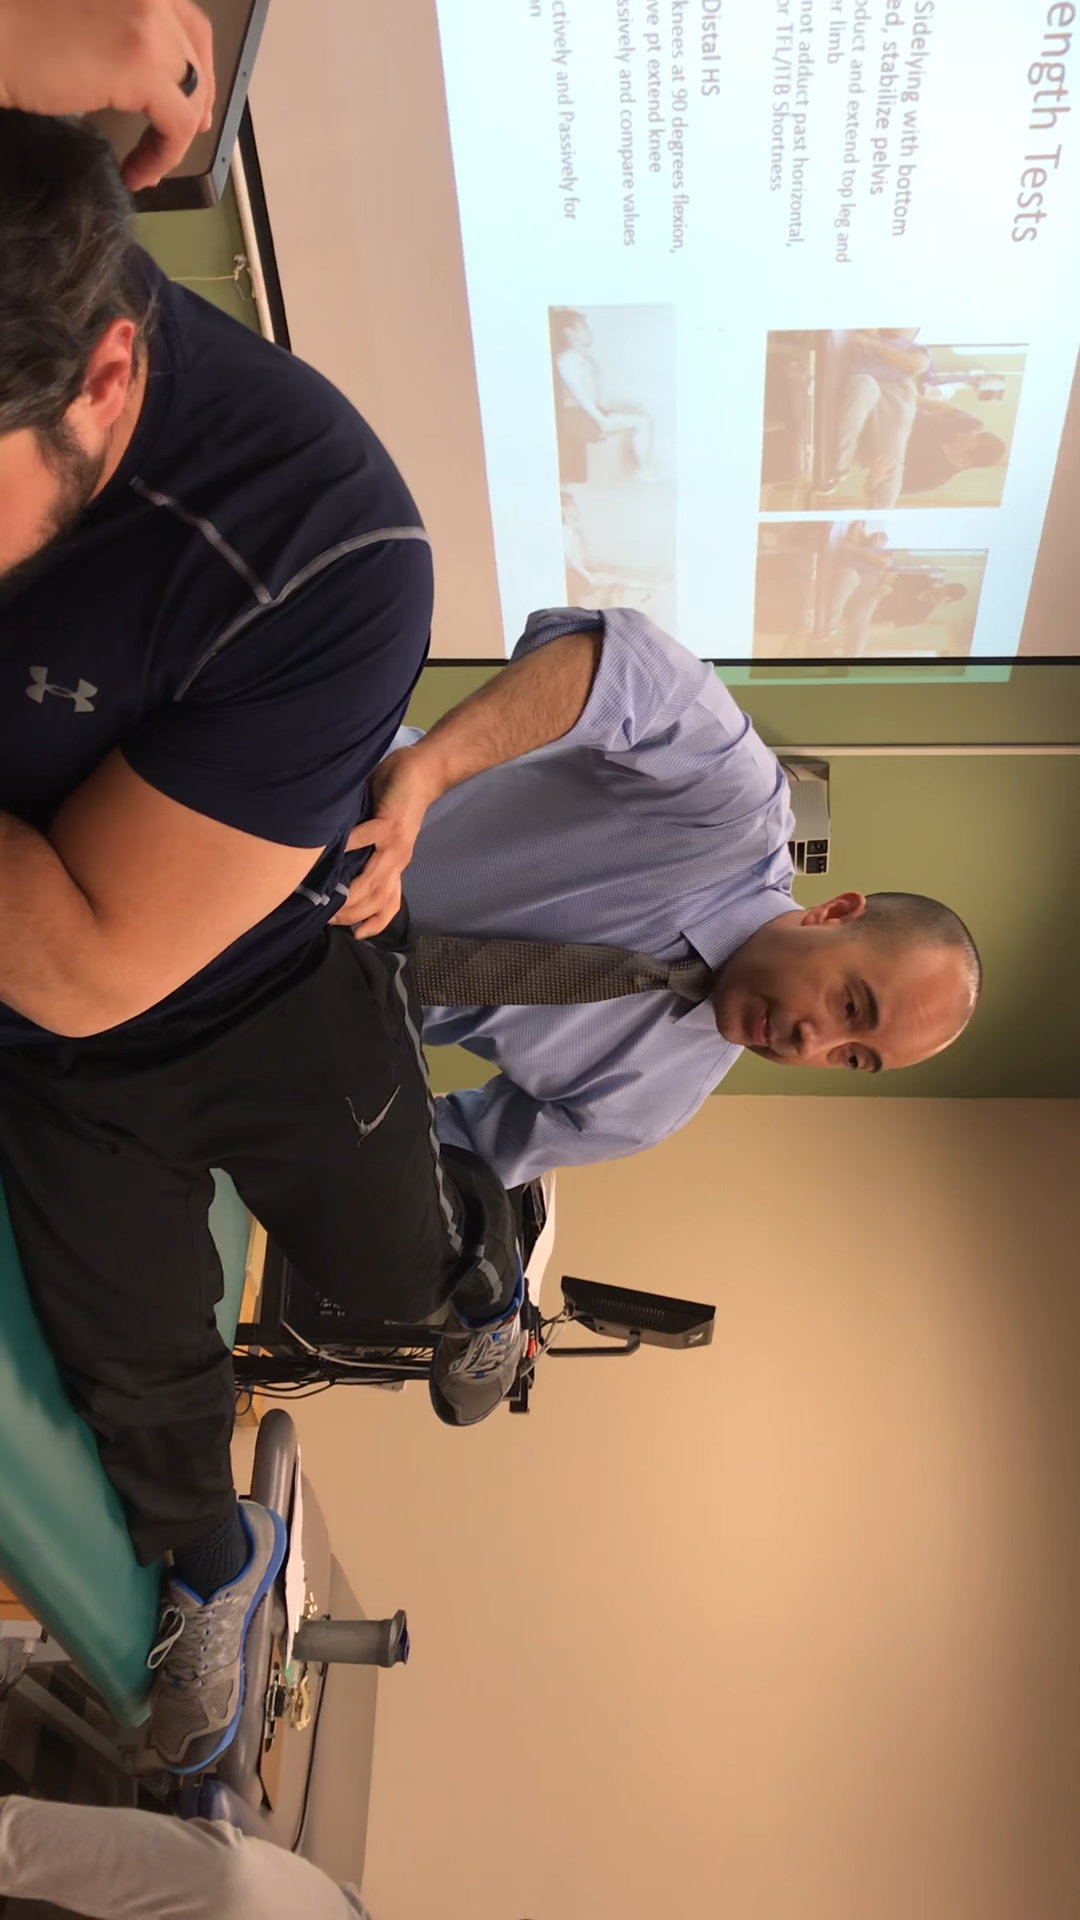 ength Tests
Sidelying with bottom
ed, stabilize pelvis
duct and extend top leg and
r limb
not adduct past horizontal,
or TFL/ITB Shortness
Distal HS
knees at 90 degrees flexion,
ve pt extend knee
ssively and compare values
ctively and Passively for
n